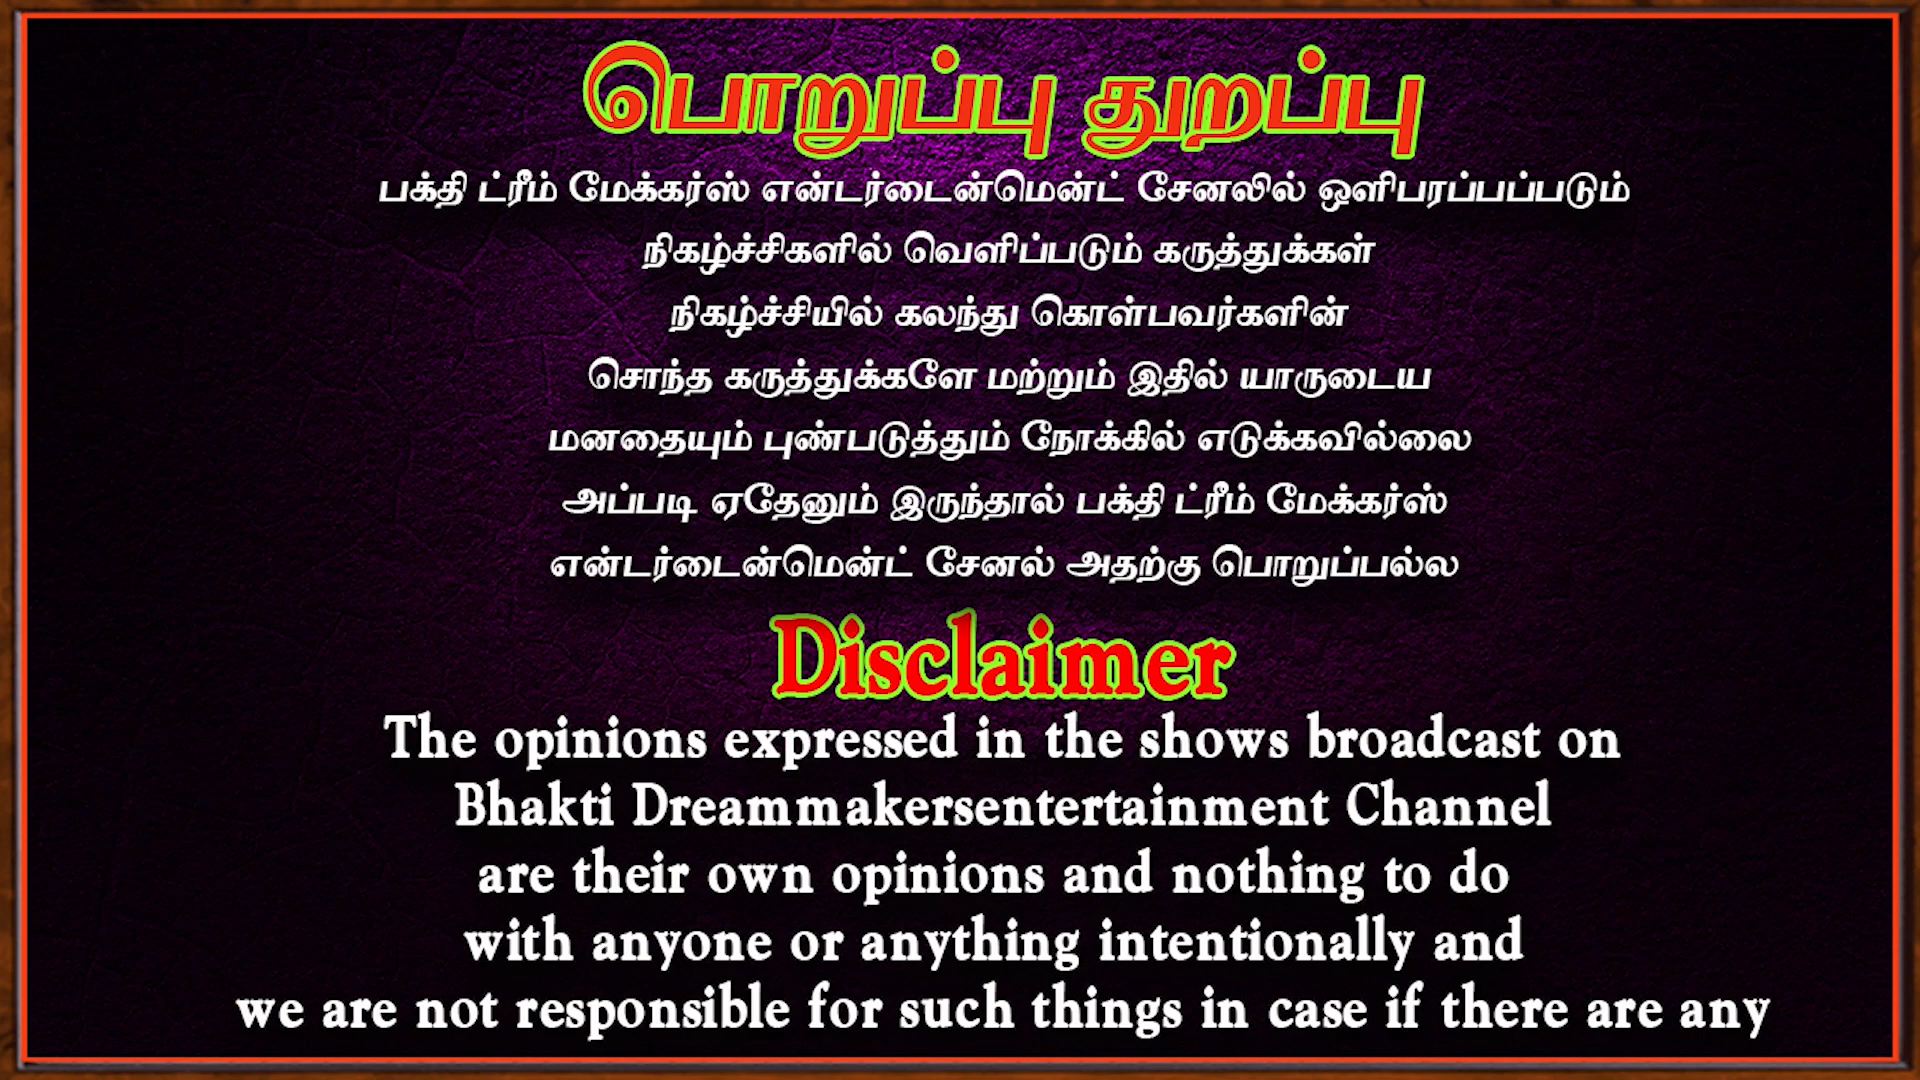 பொறுப்பு துறப்பு
பக்தி ட்ரீம் மேக்கர்ஸ் என்டர்டைன்மென்ட் சேனலில் ஒளிபரப்பப்படும்
நிகழ்ச்சிகளில் வெளிப்படும் கருத்துக்கள்
நிகழ்ச்சியில் கலந்து கொள்பவர்களின்
சொந்த கருத்துக்களே மற்றும் இதில் யாருடைய
மனதையும் புண்படுத்தும் நோக்கில் எடுக்கவில்லை
அப்படி ஏதேனும் இருந்தால் பக்தி ட்ரீம் மேக்கர்ஸ்
என்டர்டைன்மென்ட் சேனல் அதற்கு பொறுப்பல்ல
Disclaimer
The opinions expressed in the shows broadcast on
Bhakti Dreammakersentertainment Channel
are their own opinions and nothing to do
with anyone or anything intentionally and
we are not responsible for such things in case if there are any